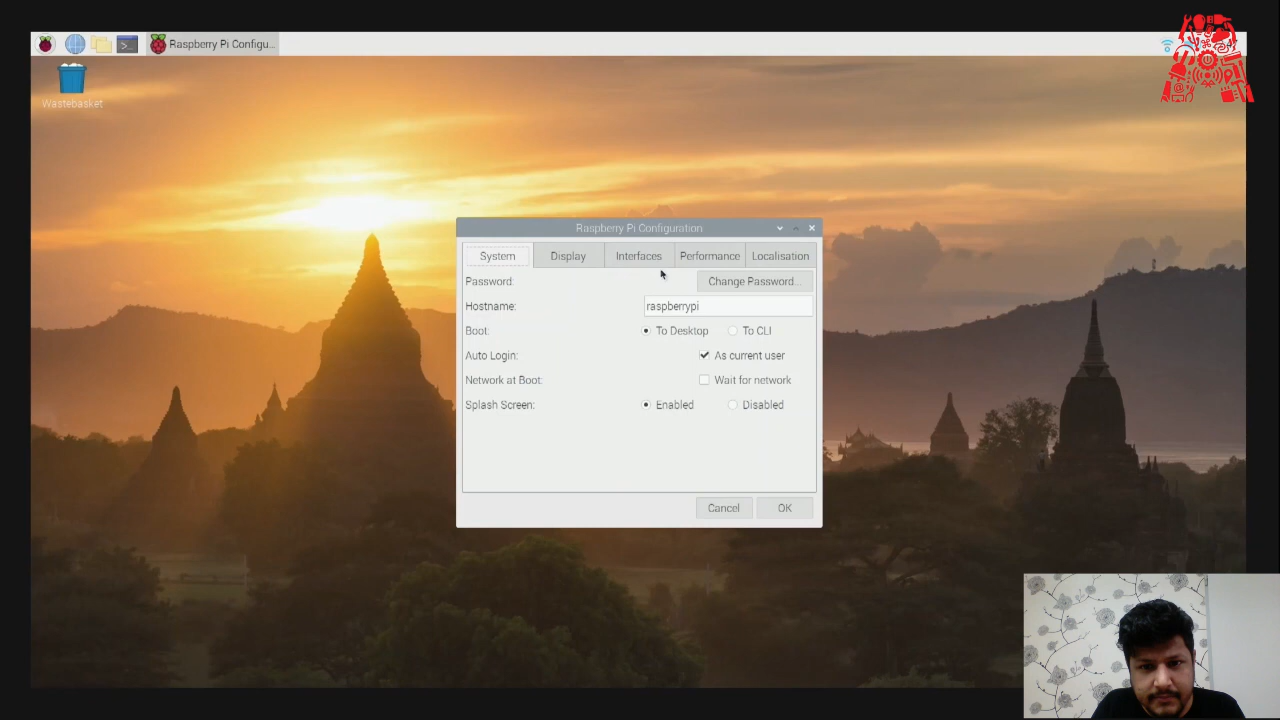 Raspberry Pi Configu...
Wastebasket
Raspberry Pi Configuration
System Display Interfaces Performance Localisation
Password: Change Password...
Hostname: raspberrypi
Boot: To Desktop To CLI
Auto Login: As current user
Network at Boot: Wait for network
Splash Screen: Enabled Disabled
Cancel OK